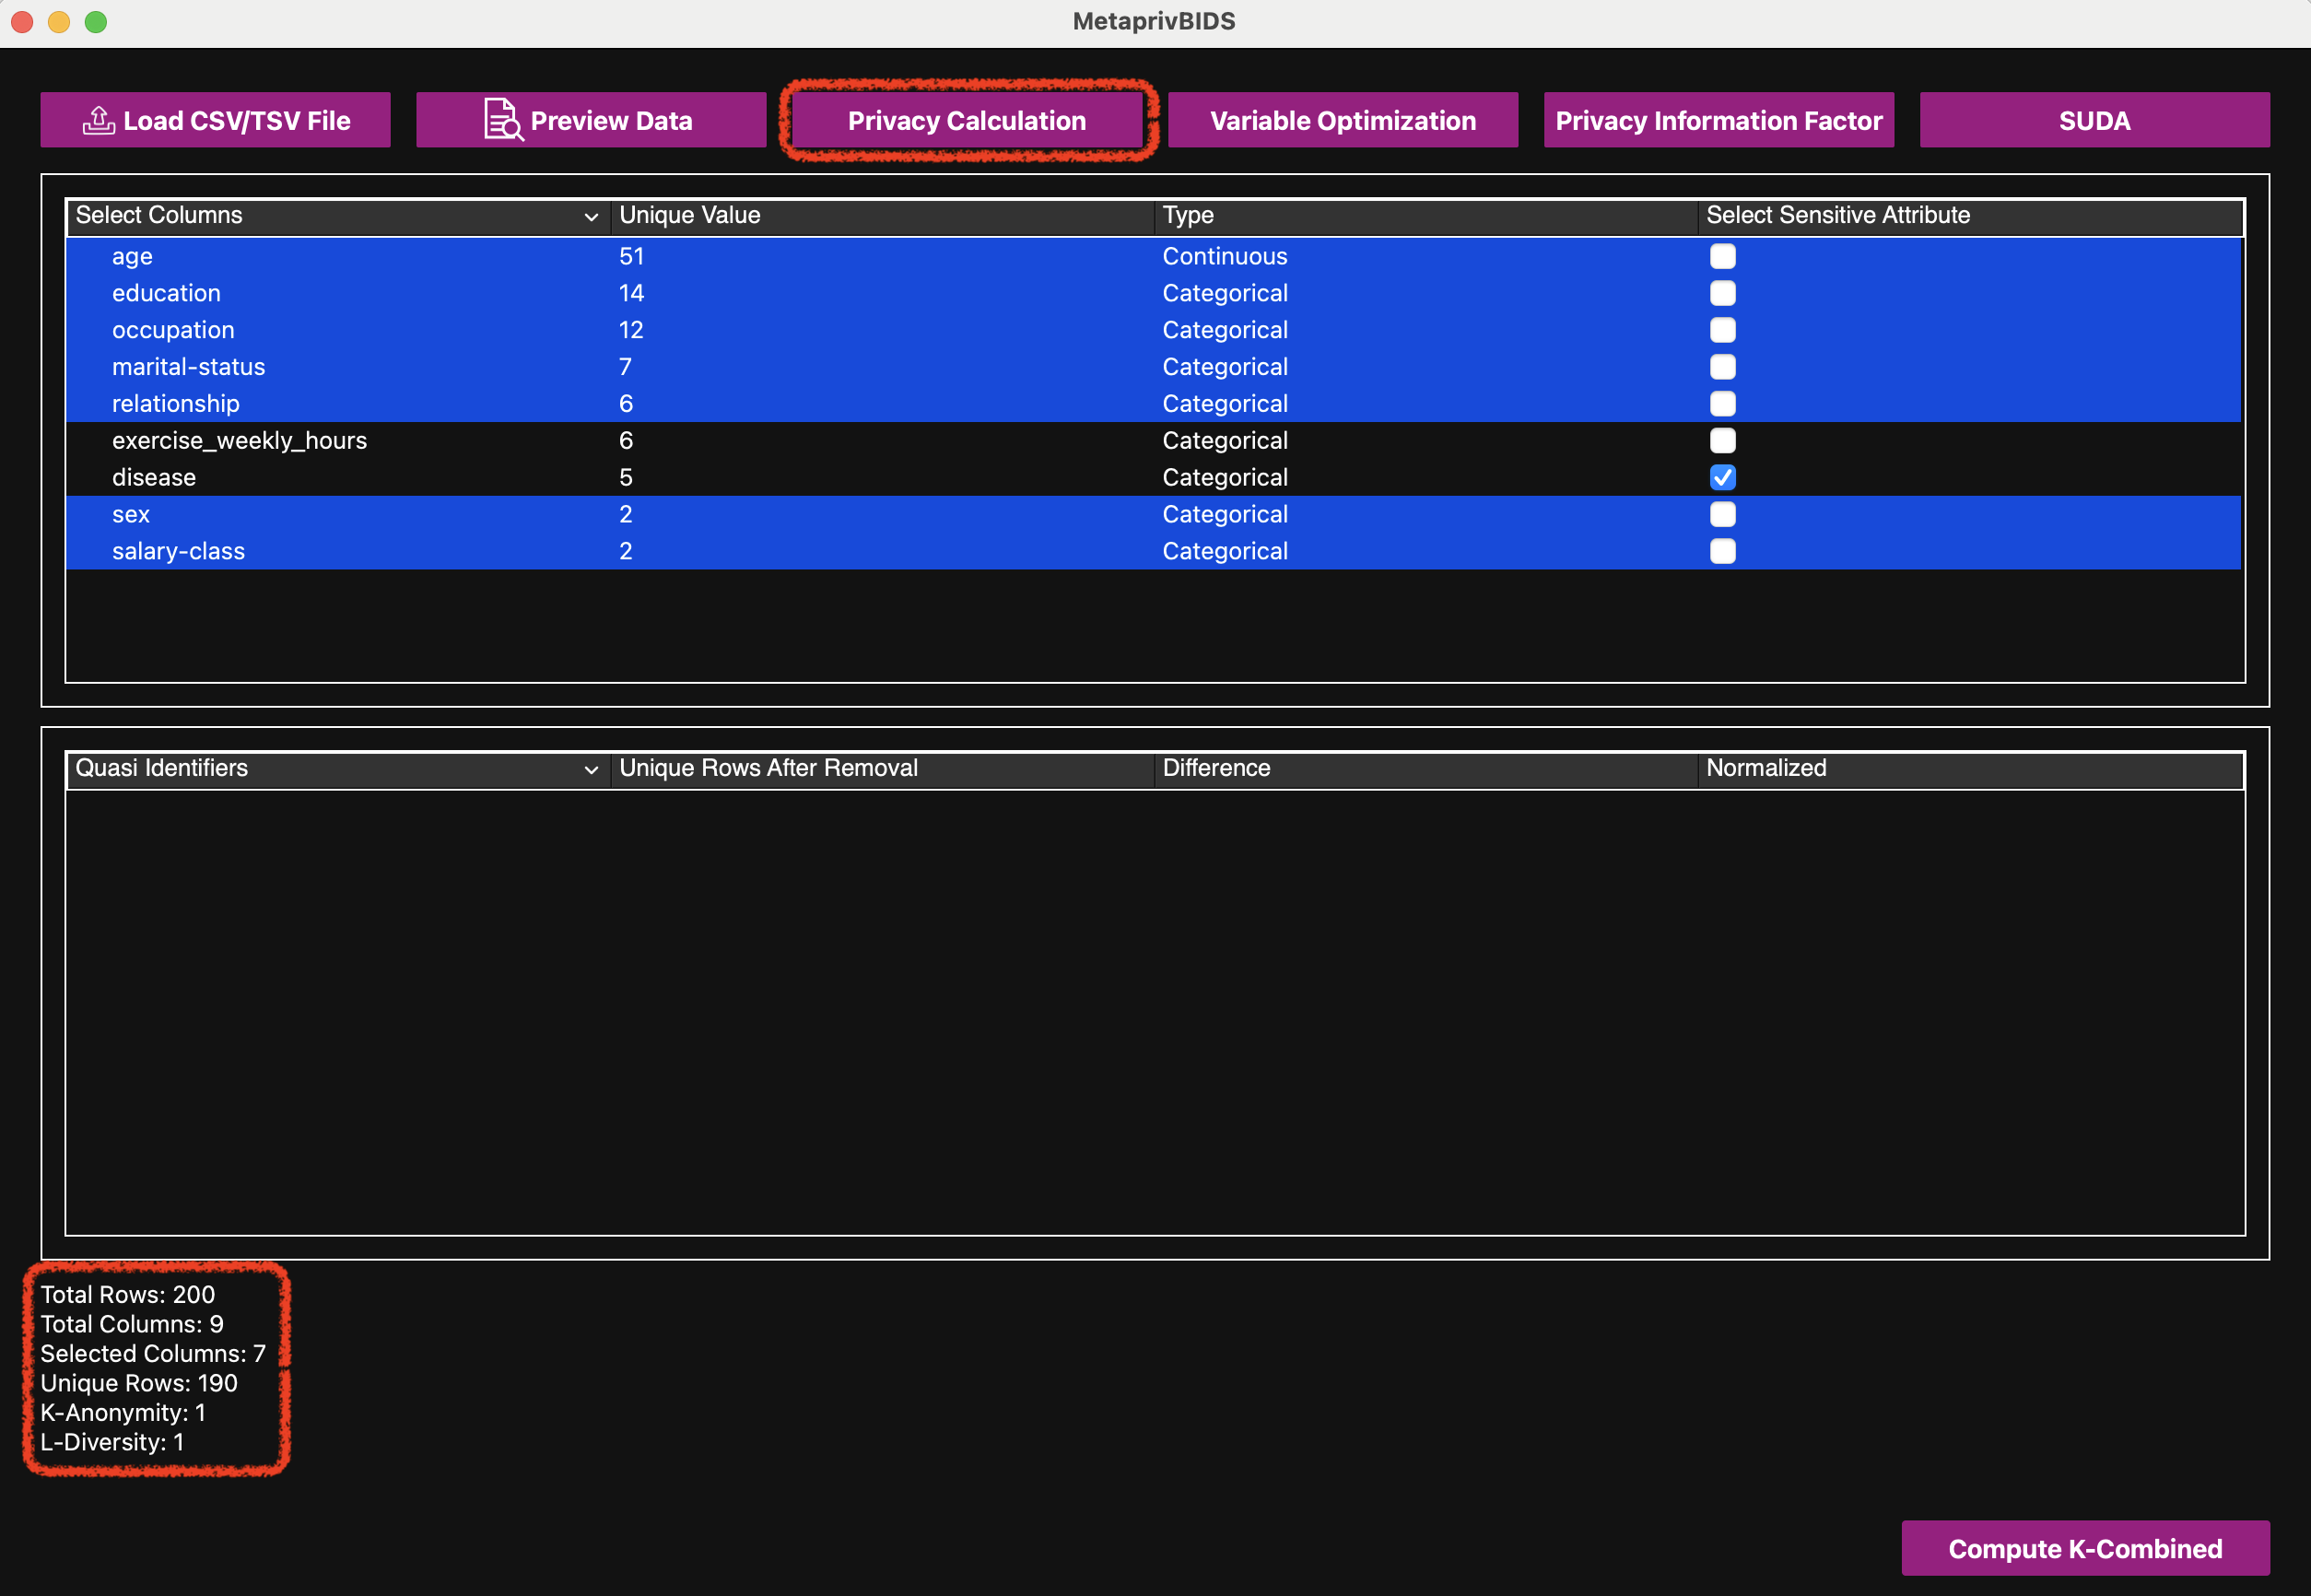 MetaprivBIDS
Load CSV/TSV File Preview Data Privacy Calculation Variable Optimization Privacy Information Factor SUDA
Select Columns Unique Value Type Select Sensitive Attribute
age 51 Continuous
education 14 Categorical
occupation 12 Categorical
marital-status 7 Categorical
relationship 6 Categorical
exercise_weekly_hours 6 Categorical
disease 5 Categorical
sex 2 Categorical
salary-class 2 Categorical
Quasi Identifiers Unique Rows After Removal Difference Normalized
Total Rows: 200
Total Columns: 9
Selected Columns: 7
Unique Rows: 190
K-Anonymity: 1
L-Diversity: 1
Compute K-Combined